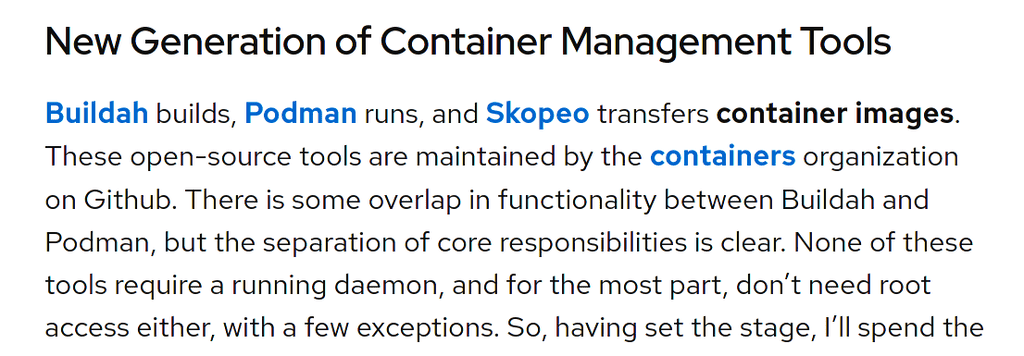 New Generation of Container Management Tools
Buildah builds, Podman runs, and Skopeo transfers container images.
These open-source tools are maintained by the containers organization
on Github. There is some overlap in functionality between Buildah and
Podman, but the separation of core responsibilities is clear. None of these
tools require a running daemon, and for the most part, don’t need root
access either, with a few exceptions. So, having set the stage, I’ll spend the